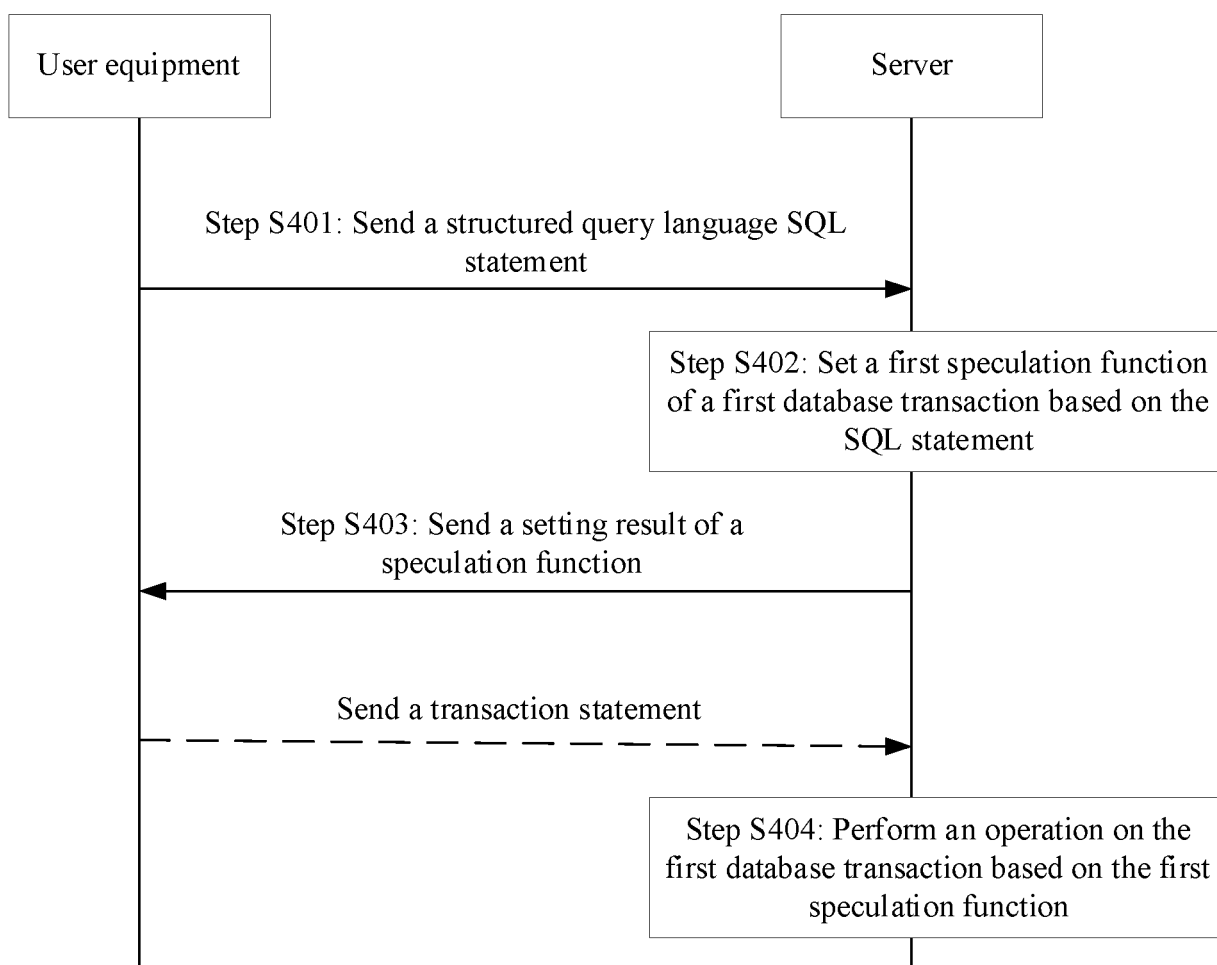 User equipment
Server
Step S401: Send a structured query language SQL
statement
Step S402: Set a first speculation function
of a first database transaction based on the
SQL statement
Step S403: Send a setting result of a
speculation function
Send a transaction statement
Step S404: Perform an operation on the
first database transaction based on the first
speculation function